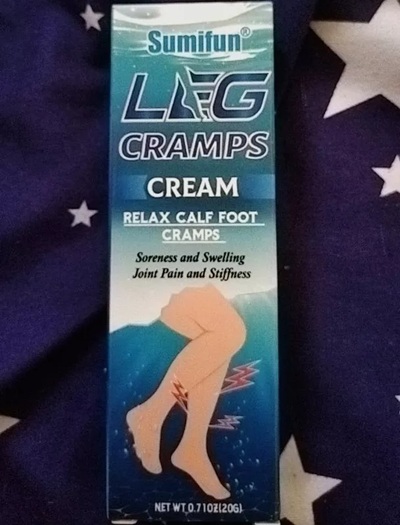 Sumifun®
LEG
CRAMPS
CREAM
RELAX CALF FOOT
CRAMPS
Soreness and Swelling
Joint Pain and Stiffness
NET WT 0.71OZ(20G)